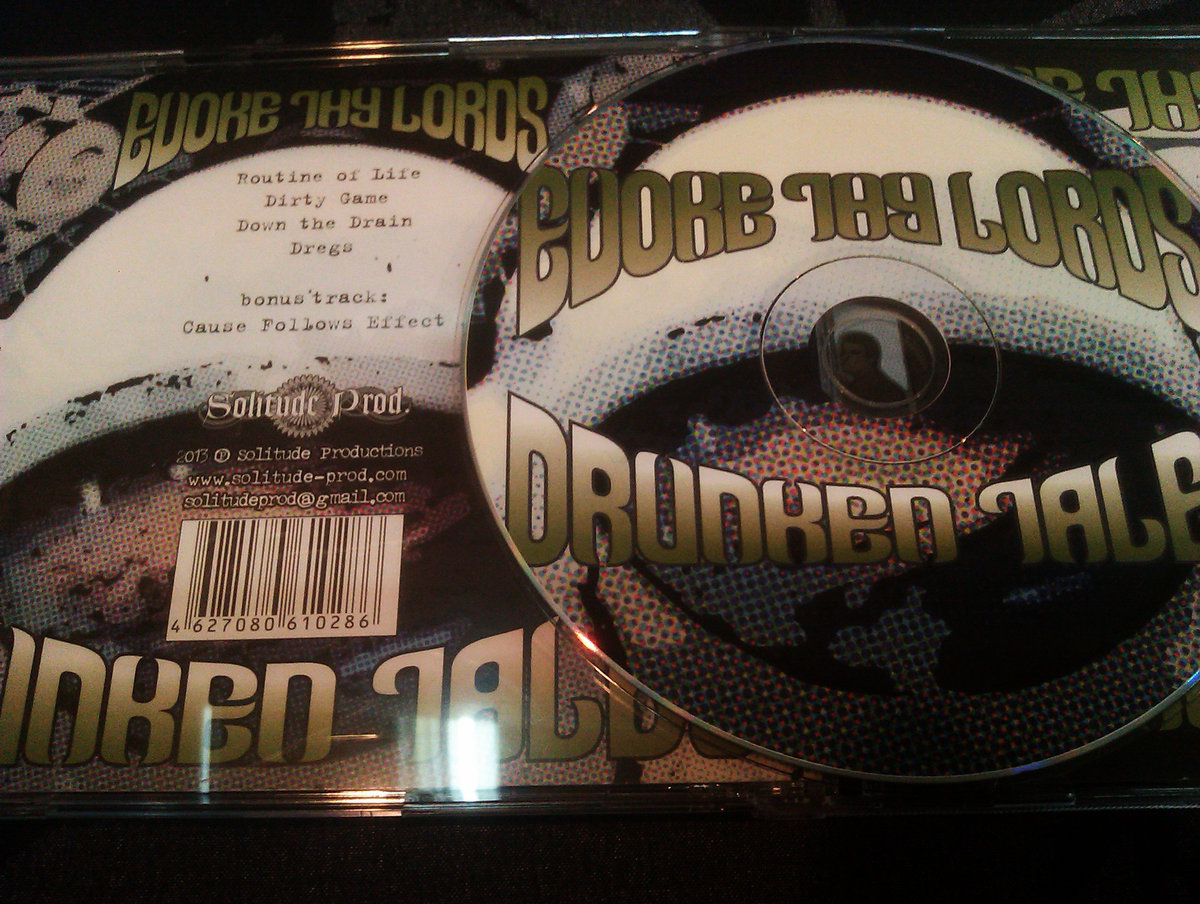 EVOKE THY LORDS
Routine of Life
Dirty Game
Down the Drain
Dregs
bonus track:
Cause Follows Effect
Solitude Prod.
2013 ℗ Solitude Productions
www.solitude-prod.com
solitudeprod@gmail.com
4 627080 610286
EVOKE THY LORDS
DRUNKEN TALE